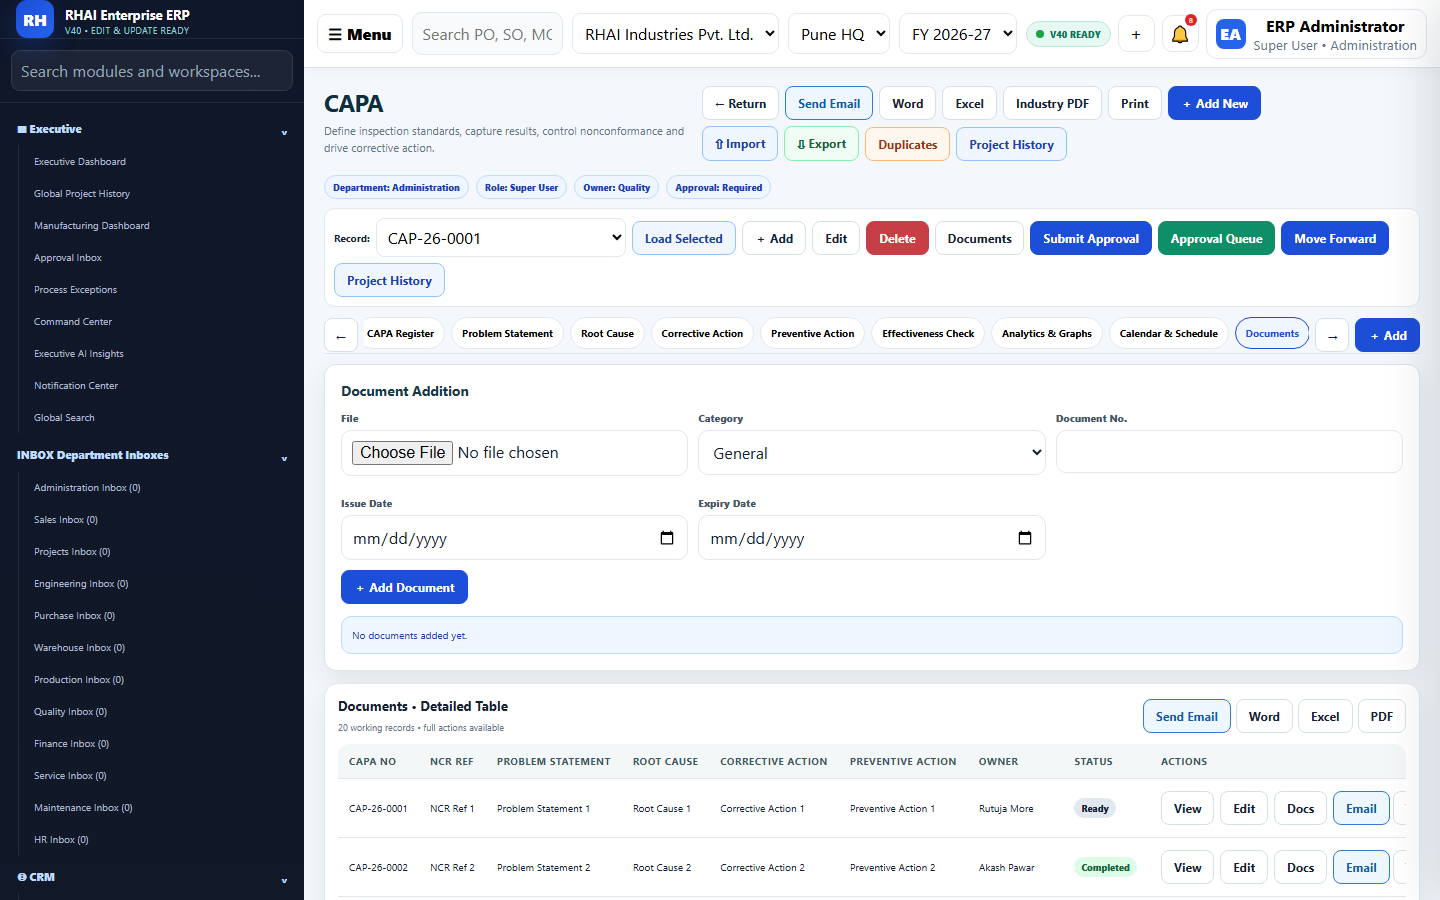 RH
RHAI Enterprise ERP
V40 • EDIT & UPDATE READY
Search modules and workspaces...
Executive
Executive Dashboard
Global Project History
Manufacturing Dashboard
Approval Inbox
Process Exceptions
Command Center
Executive AI Insights
Notification Center
Global Search
INBOX Department Inboxes
Administration Inbox (0)
Sales Inbox (0)
Projects Inbox (0)
Engineering Inbox (0)
Purchase Inbox (0)
Warehouse Inbox (0)
Production Inbox (0)
Quality Inbox (0)
Finance Inbox (0)
Service Inbox (0)
Maintenance Inbox (0)
HR Inbox (0)
CRM
☰ Menu
Search PO, SO, MO
RHAI Industries Pvt. Ltd.
Pune HQ
FY 2026-27
V40 READY
+
8
EA
ERP Administrator
Super User • Administration
CAPA
Define inspection standards, capture results, control nonconformance and
drive corrective action.
← Return
Send Email
Word
Excel
Industry PDF
Print
+ Add New
⇧ Import
⇩ Export
Duplicates
Project History
Department: Administration
Role: Super User
Owner: Quality
Approval: Required
Record:
CAP-26-0001
Load Selected
+ Add
Edit
Delete
Documents
Submit Approval
Approval Queue
Move Forward
Project History
←
CAPA Register
Problem Statement
Root Cause
Corrective Action
Preventive Action
Effectiveness Check
Analytics & Graphs
Calendar & Schedule
Documents
→
+ Add
Document Addition
File
Category
Document No.
Choose File No file chosen
General
Issue Date
Expiry Date
mm/dd/yyyy
mm/dd/yyyy
+ Add Document
No documents added yet.
Documents • Detailed Table
20 working records • full actions available
Send Email
Word
Excel
PDF
CAPA NO NCR REF PROBLEM STATEMENT ROOT CAUSE CORRECTIVE ACTION PREVENTIVE ACTION OWNER STATUS ACTIONS
CAP-26-0001 NCR Ref 1 Problem Statement 1 Root Cause 1 Corrective Action 1 Preventive Action 1 Rutuja More Ready View Edit Docs Email
CAP-26-0002 NCR Ref 2 Problem Statement 2 Root Cause 2 Corrective Action 2 Preventive Action 2 Akash Pawar Completed View Edit Docs Email